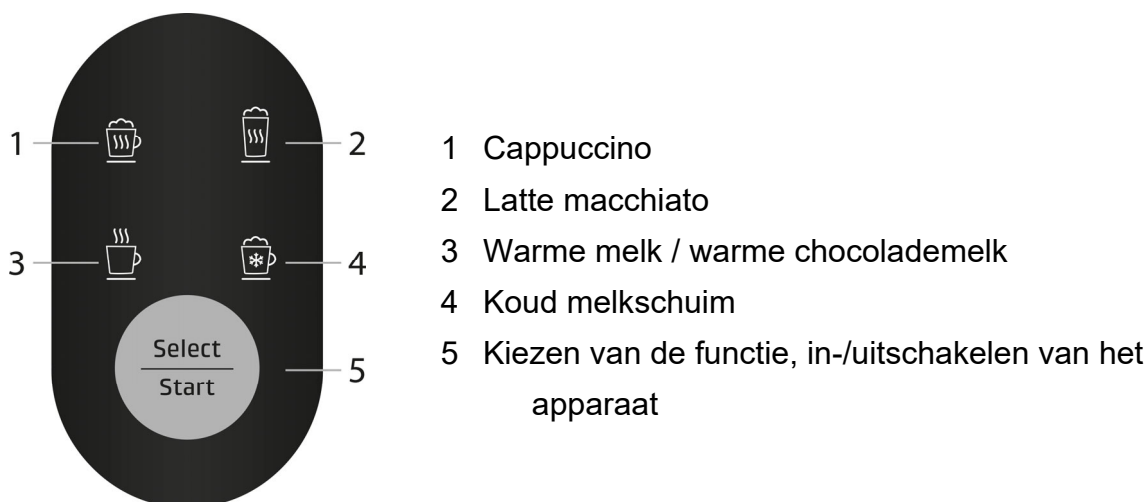 1
2
3
4
Select
Start
5
1 Cappuccino
2 Latte macchiato
3 Warme melk / warme chocolademelk
4 Koud melkschuim
5 Kiezen van de functie, in-/uitschakelen van het
apparaat